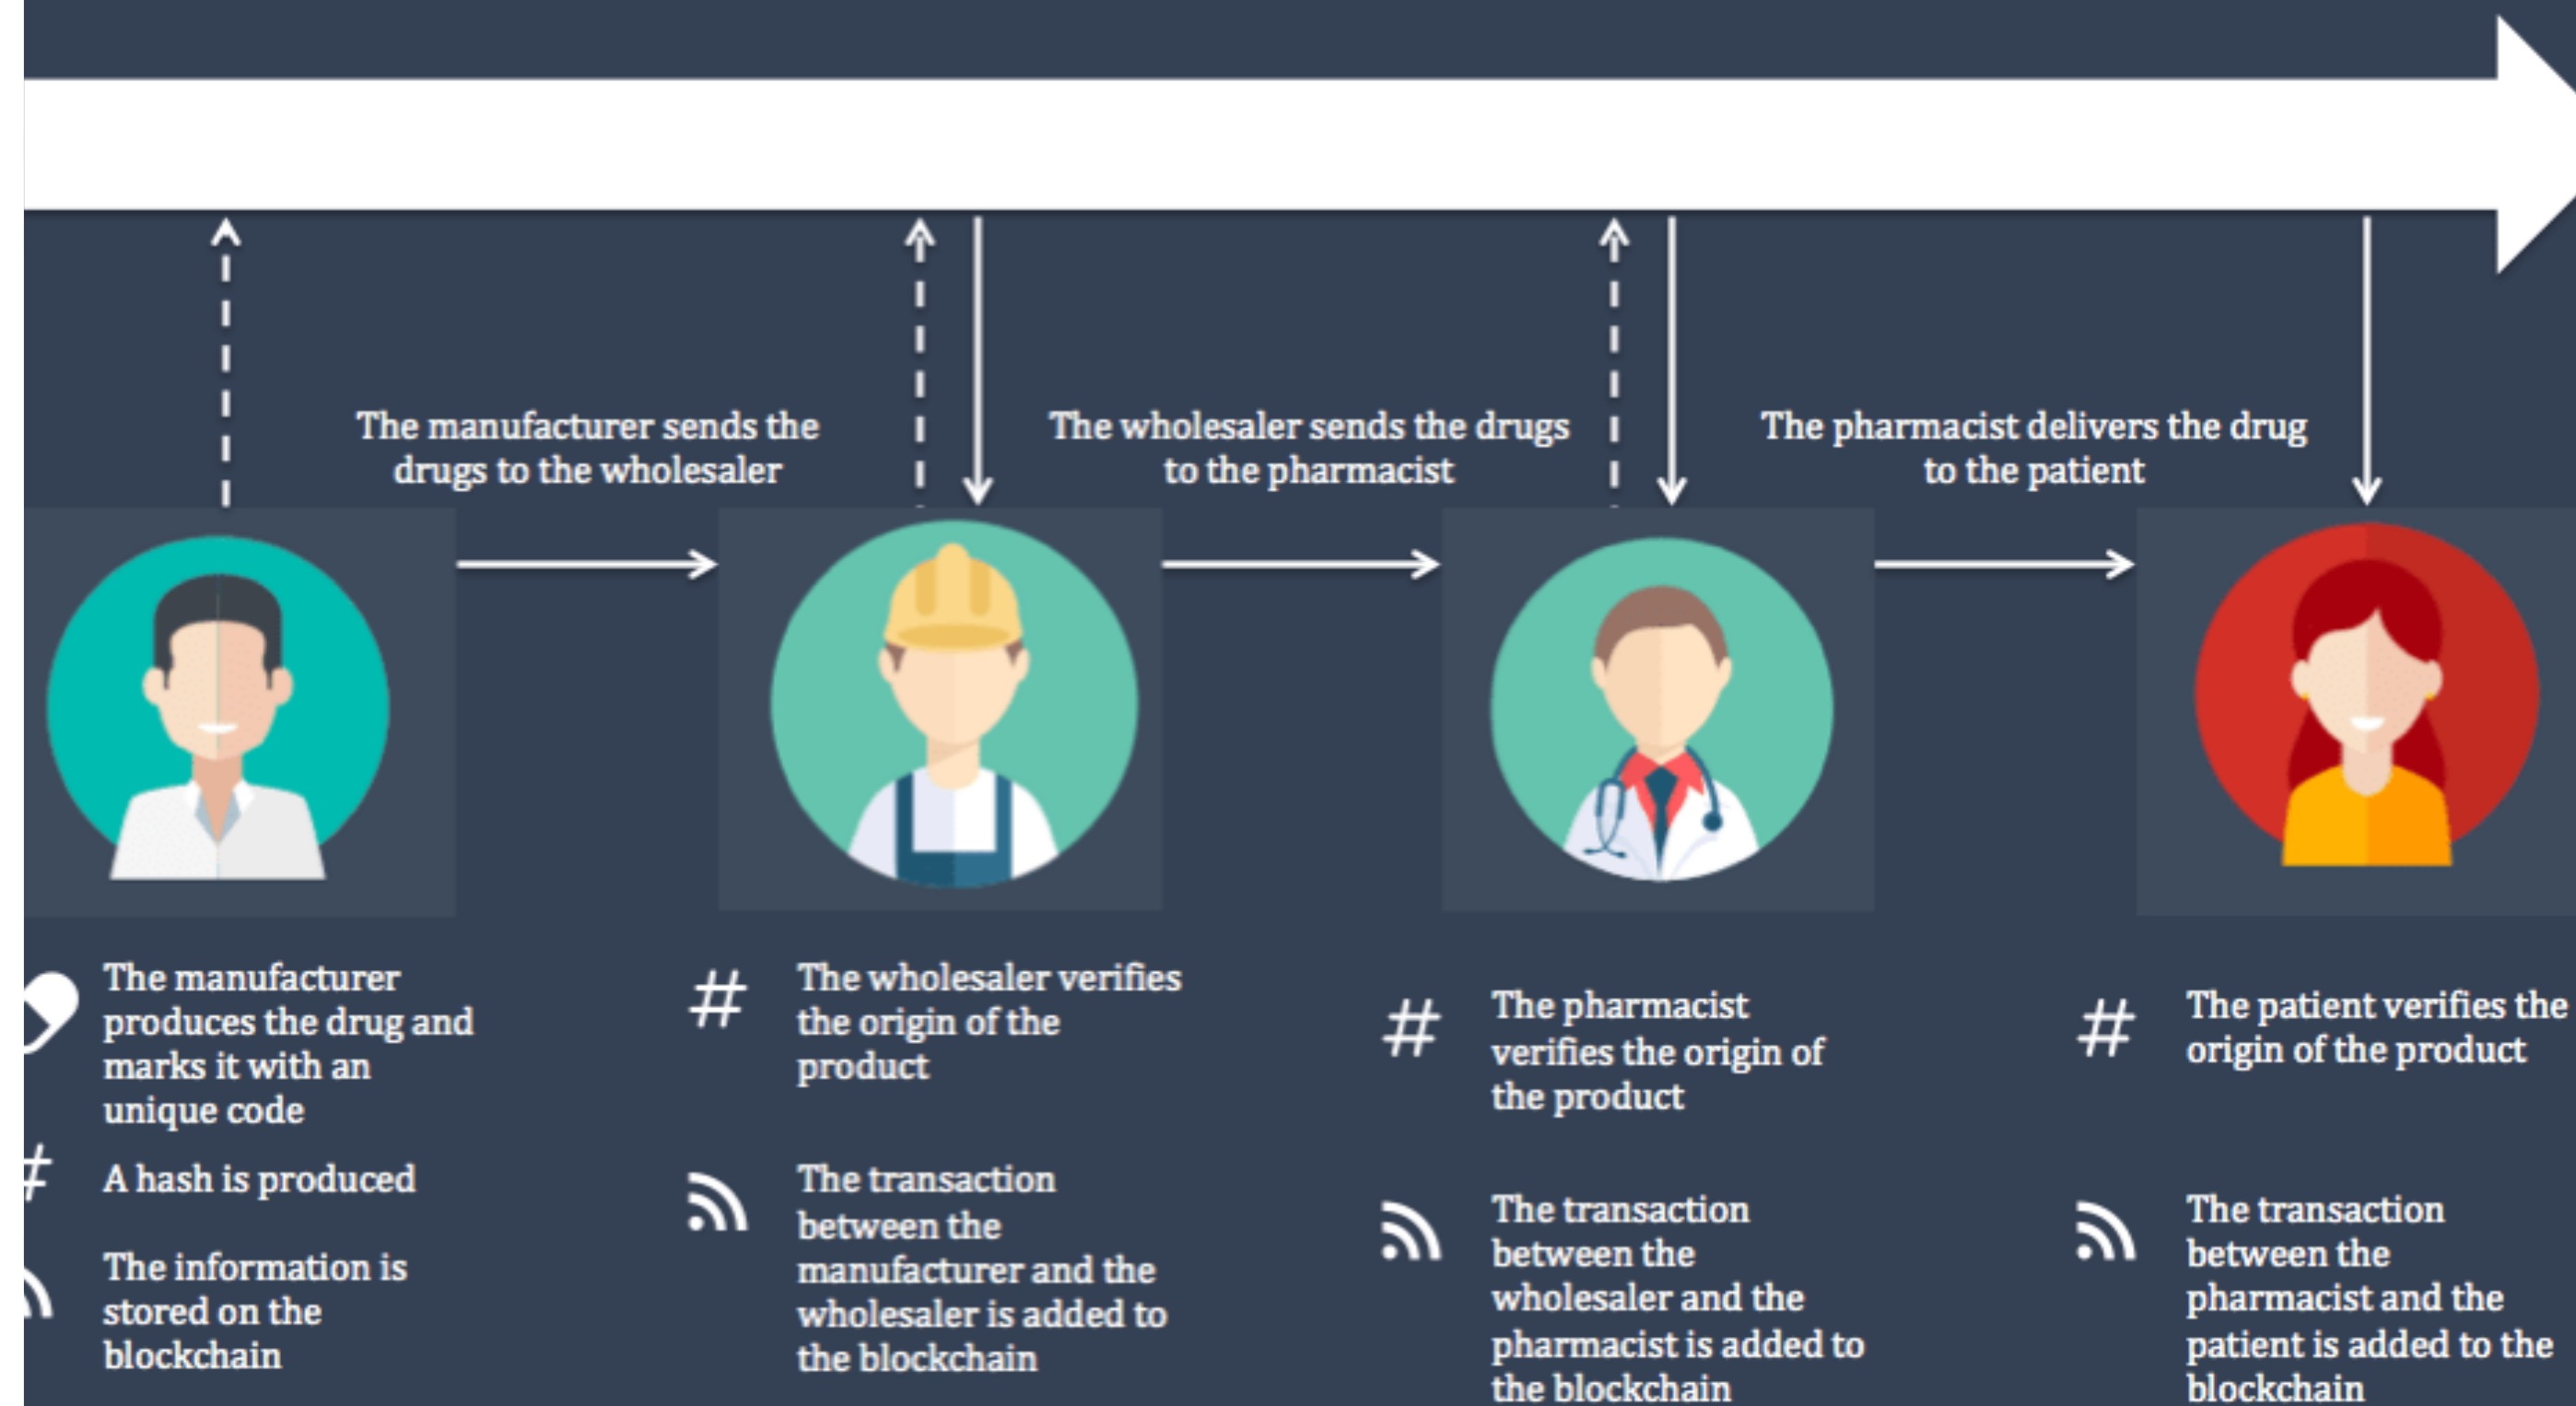 The manufacturer sends the
drugs to the wholesaler
The wholesaler sends the drugs
to the pharmacist
The pharmacist delivers the drug
to the patient
The manufacturer
produces the drug and
marks it with an
unique code
#
A hash is produced
The information is
stored on the
blockchain
#
The wholesaler verifies
the origin of the
product
The transaction
between the
manufacturer and the
wholesaler is added to
the blockchain
#
The pharmacist
verifies the origin of
the product
The transaction
between the
wholesaler and the
pharmacist is added to
the blockchain
#
The patient verifies the
origin of the product
The transaction
between the
pharmacist and the
patient is added to the
blockchain